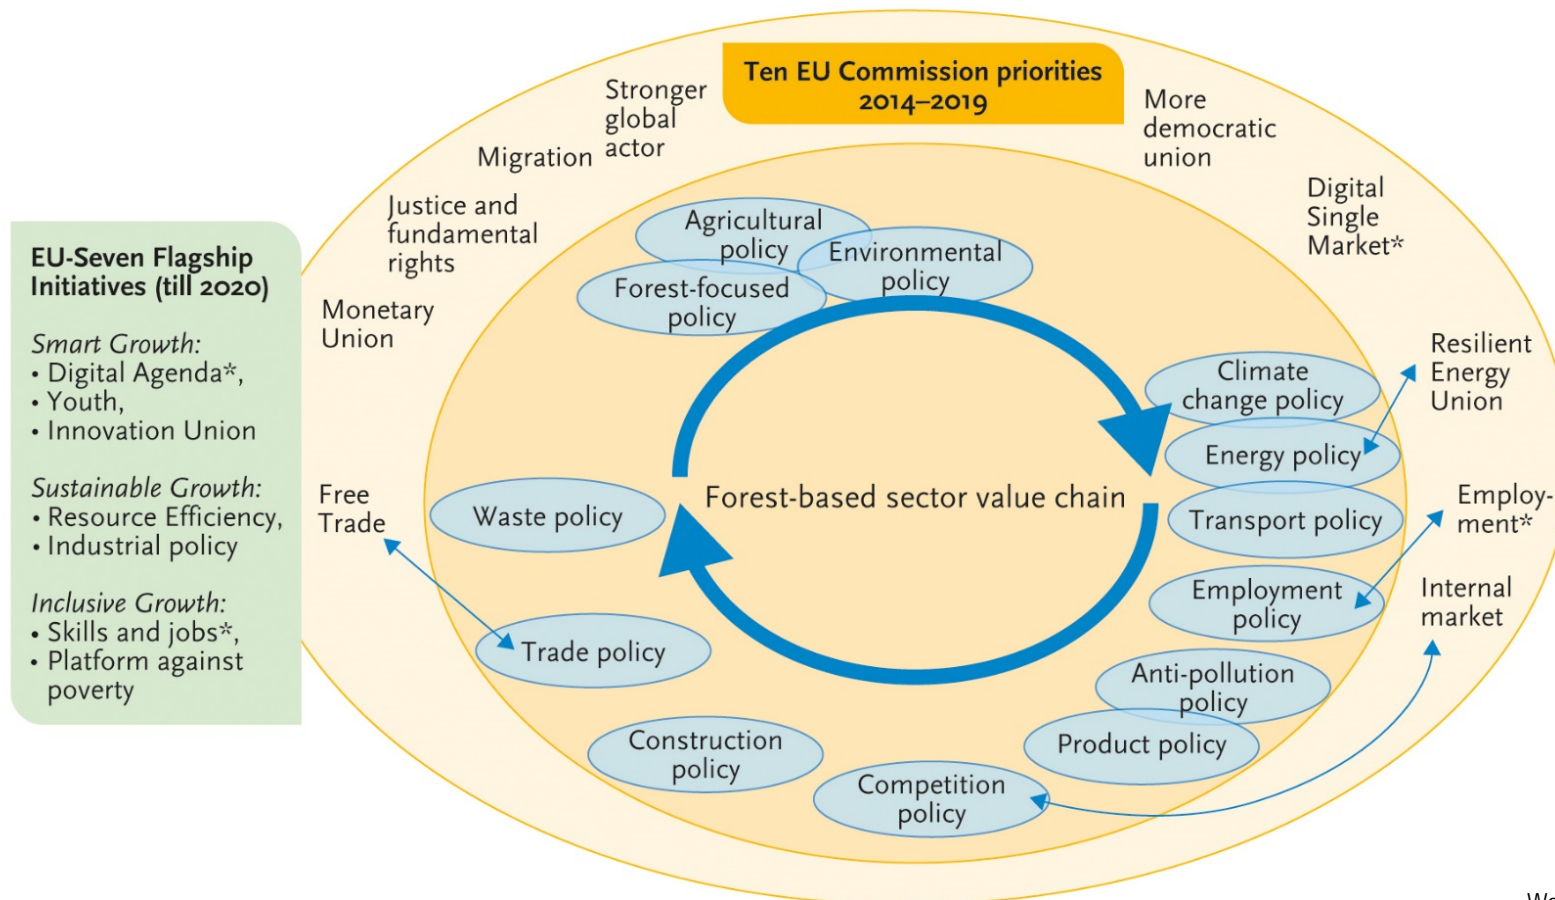 Ten EU Commission priorities
2014–2019
Stronger
global
actor
Migration
Justice and
fundamental
rights
Monetary
Union
Free
Trade
More
democratic
union
Digital
Single
Market*
Resilient
Energy
Union
Employ-
ment*
Internal
market
EU-Seven Flagship
Initiatives (till 2020)
Smart Growth:
• Digital Agenda*,
• Youth,
• Innovation Union
Sustainable Growth:
• Resource Efficiency,
• Industrial policy
Inclusive Growth:
• Skills and jobs*,
• Platform against
poverty
Agricultural
policy
Environmental
policy
Forest-focused
policy
Climate
change policy
Energy policy
Transport policy
Employment
policy
Anti-pollution
policy
Product policy
Competition
policy
Construction
policy
Trade policy
Waste policy
Forest-based sector value chain